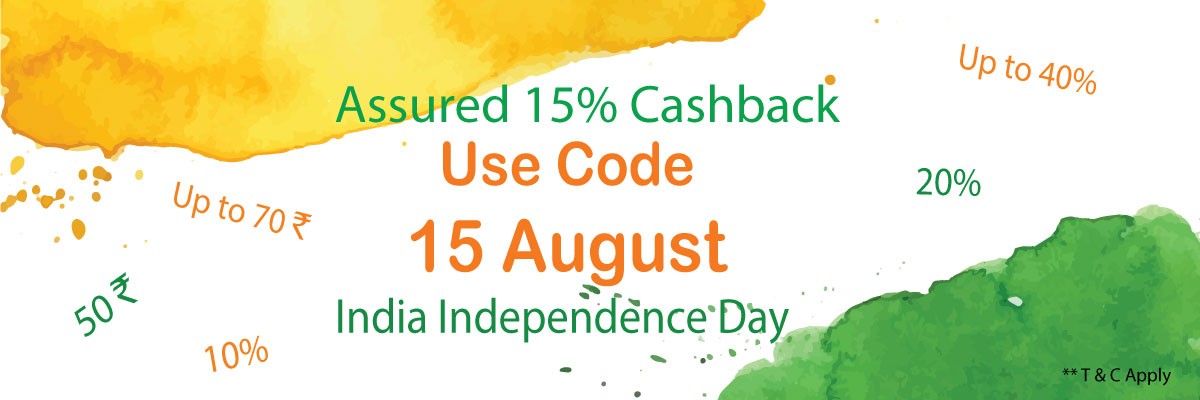 Up to 40%
Assured 15% Cashback
Use Code
20%
Up to 70 ₹
15 August
50 ₹
India Independence Day
10%
** T & C Apply